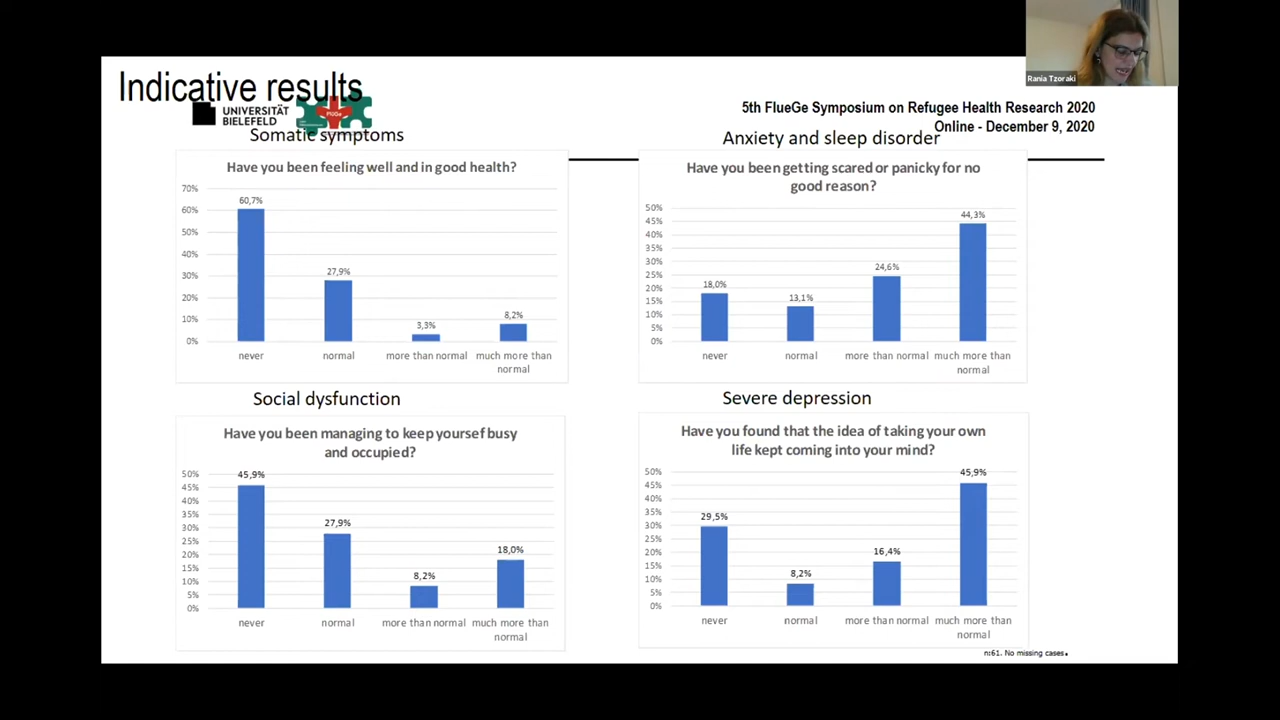 Rania Tzoraki
Indicative results
UNIVERSITÄT
BIELEFELD
FlüGe
5th FlueGe Symposium on Refugee Health Research 2020
Online - December 9, 2020
Somatic symptoms
Have you been feeling well and in good health?
70%
60%
50%
40%
30%
20%
10%
0%
60,7%
27,9%
3,3%
8,2%
never
normal
more than normal
much more than
normal
Anxiety and sleep disorder
Have you been getting scared or panicky for no
good reason?
50%
45%
40%
35%
30%
25%
20%
15%
10%
5%
0%
18,0%
13,1%
24,6%
44,3%
never
normal
more than normal
much more than
normal
Social dysfunction
Have you been managing to keep yoursef busy
and occupied?
50%
45%
40%
35%
30%
25%
20%
15%
10%
5%
0%
45,9%
27,9%
8,2%
18,0%
never
normal
more than normal
much more than
normal
Severe depression
Have you found that the idea of taking your own
life kept coming into your mind?
50%
45%
40%
35%
30%
25%
20%
15%
10%
5%
0%
29,5%
8,2%
16,4%
45,9%
never
normal
more than normal
much more than
normal
n:61. No missing cases.